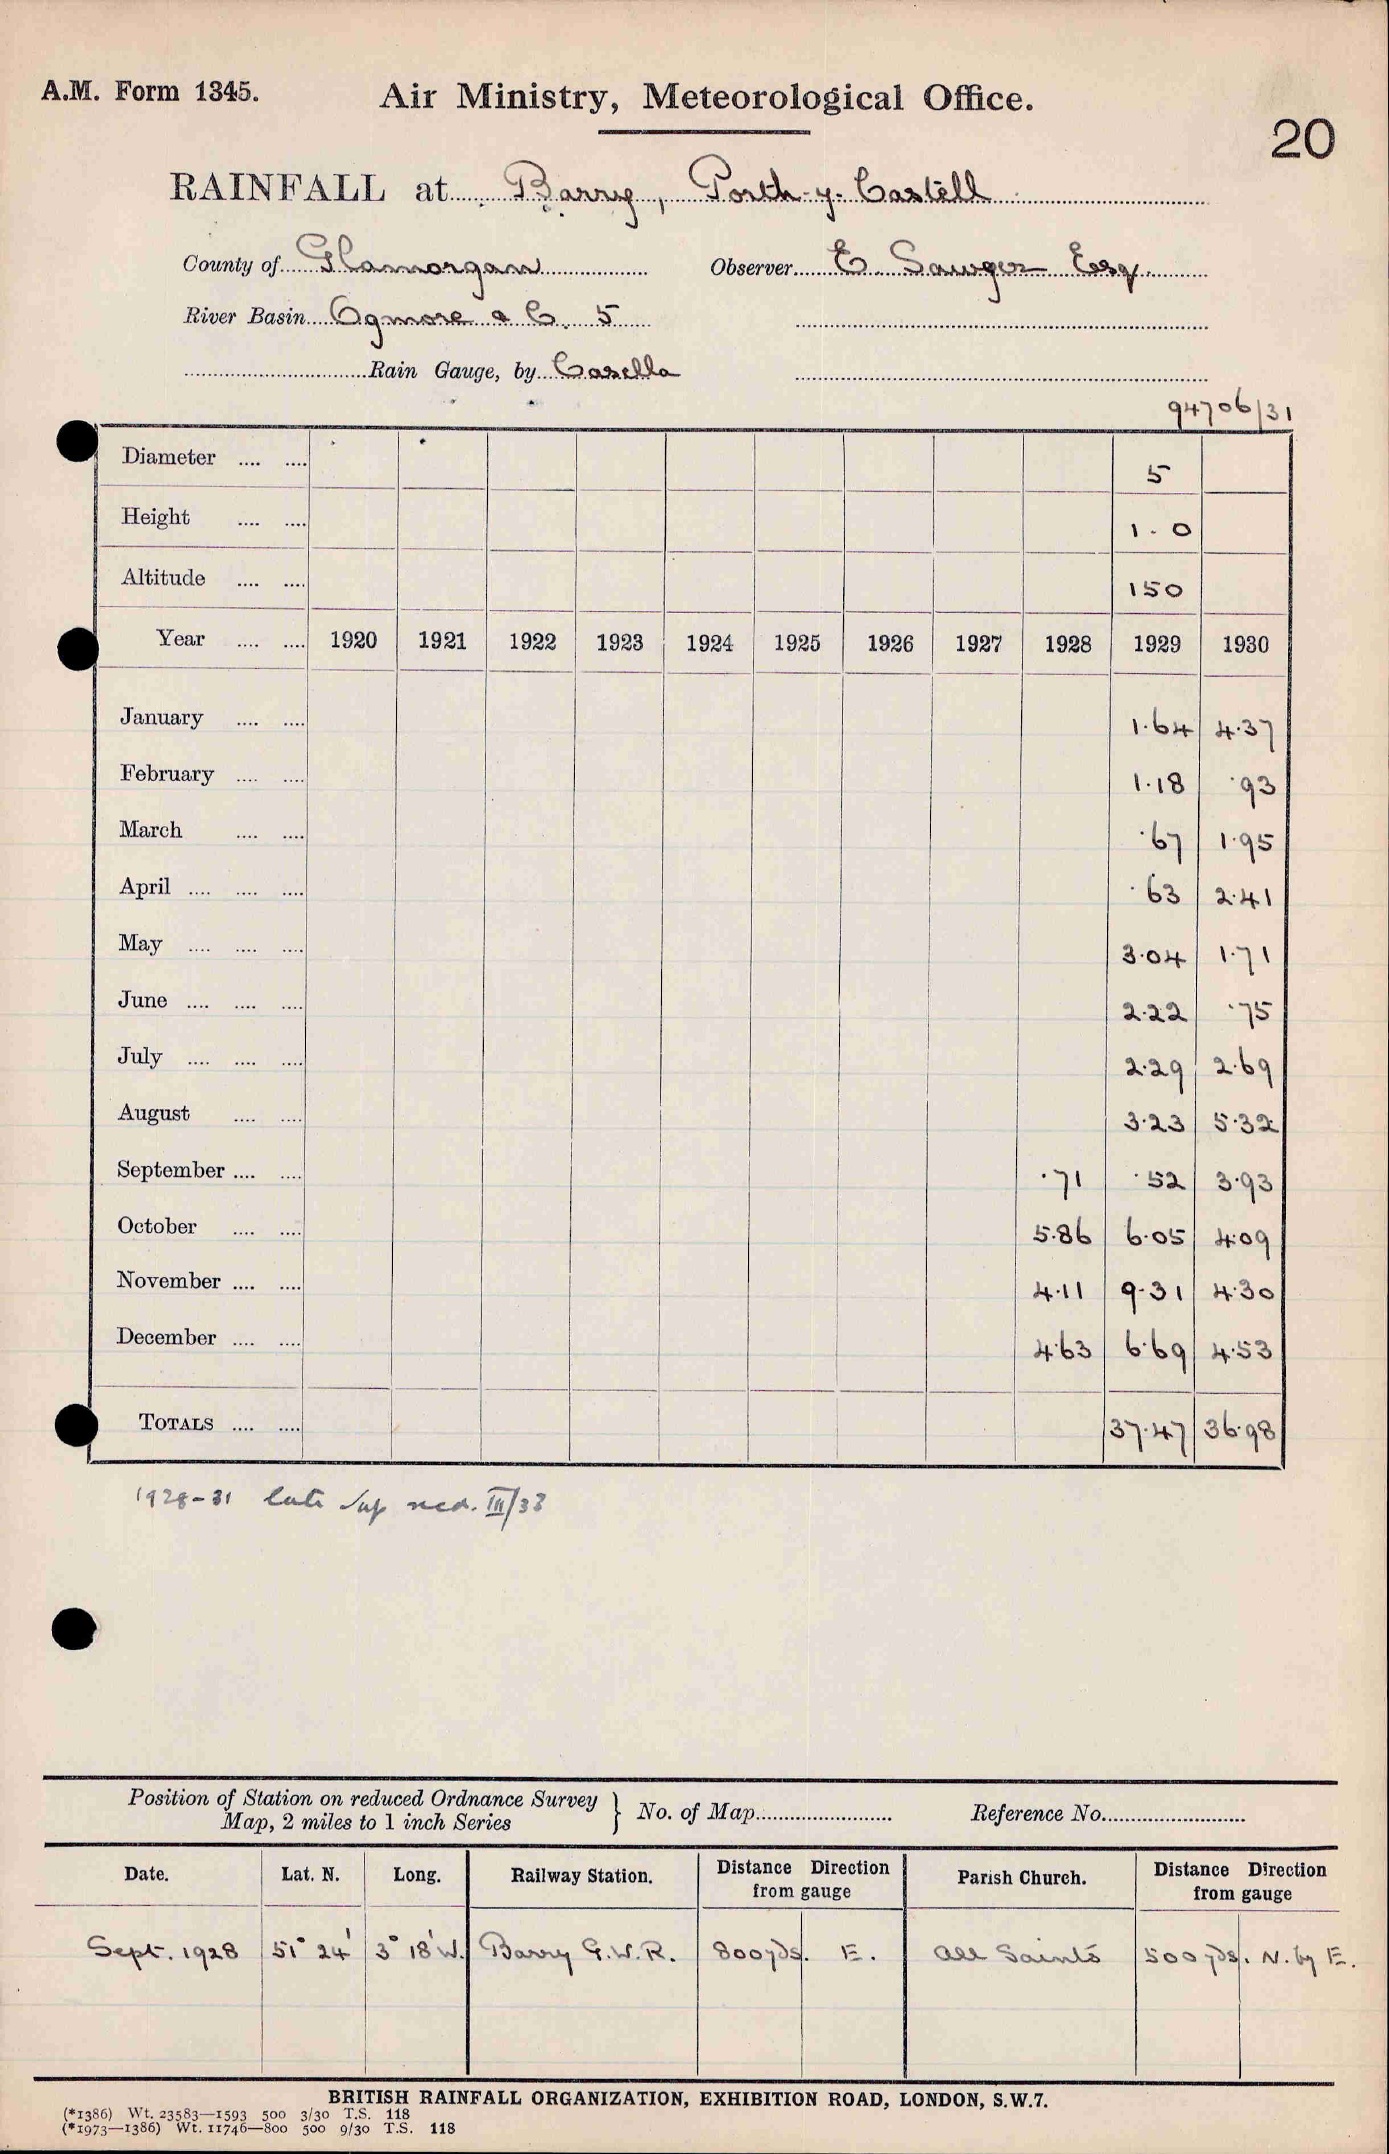 A.M. Form 1345.
Air Ministry, Meteorological Office.
20
RAINFALL at Barry, Porth-y-Castell
County of Glamorgan Observer E. Sawyer Esq.
River Basin Ogmore & C. 5
Rain Gauge, by Casella
94706/31
Diameter .... .... 5
Height .... .... 1.0
Altitude .... .... 150
Year .... .... 1920 1921 1922 1923 1924 1925 1926 1927 1928 1929 1930
January .... .... 1.64 4.37
February .... .... 1.18 .93
March .... .... .67 1.95
April .... .... .... .63 2.41
May .... .... .... 3.04 1.71
June .... .... .... 2.22 .75
July .... .... .... 2.29 2.69
August .... .... 3.23 5.32
September .... .... .71 .52 3.93
October .... .... 5.86 6.05 4.09
November .... .... 4.11 9.31 4.30
December .... .... 4.63 6.69 4.53
TOTALS .... .... 37.47 36.98
1928-31 late sup recd. III/33
Position of Station on reduced Ordnance Survey
Map, 2 miles to 1 inch Series } No. of Map Reference No.
Date. Lat. N. Long. Railway Station. Distance Direction from gauge Parish Church. Distance Direction from gauge
Sept. 1928 51° 24' 3° 18' W. Barry G.W.R. 800 yds. E. All Saints 500 yds. N. by E.
BRITISH RAINFALL ORGANIZATION, EXHIBITION ROAD, LONDON, S.W.7.
(*1386) Wt. 23583—1593 500 3/30 T.S. 118
(*1973—1386) Wt. 11746—800 500 9/30 T.S. 118